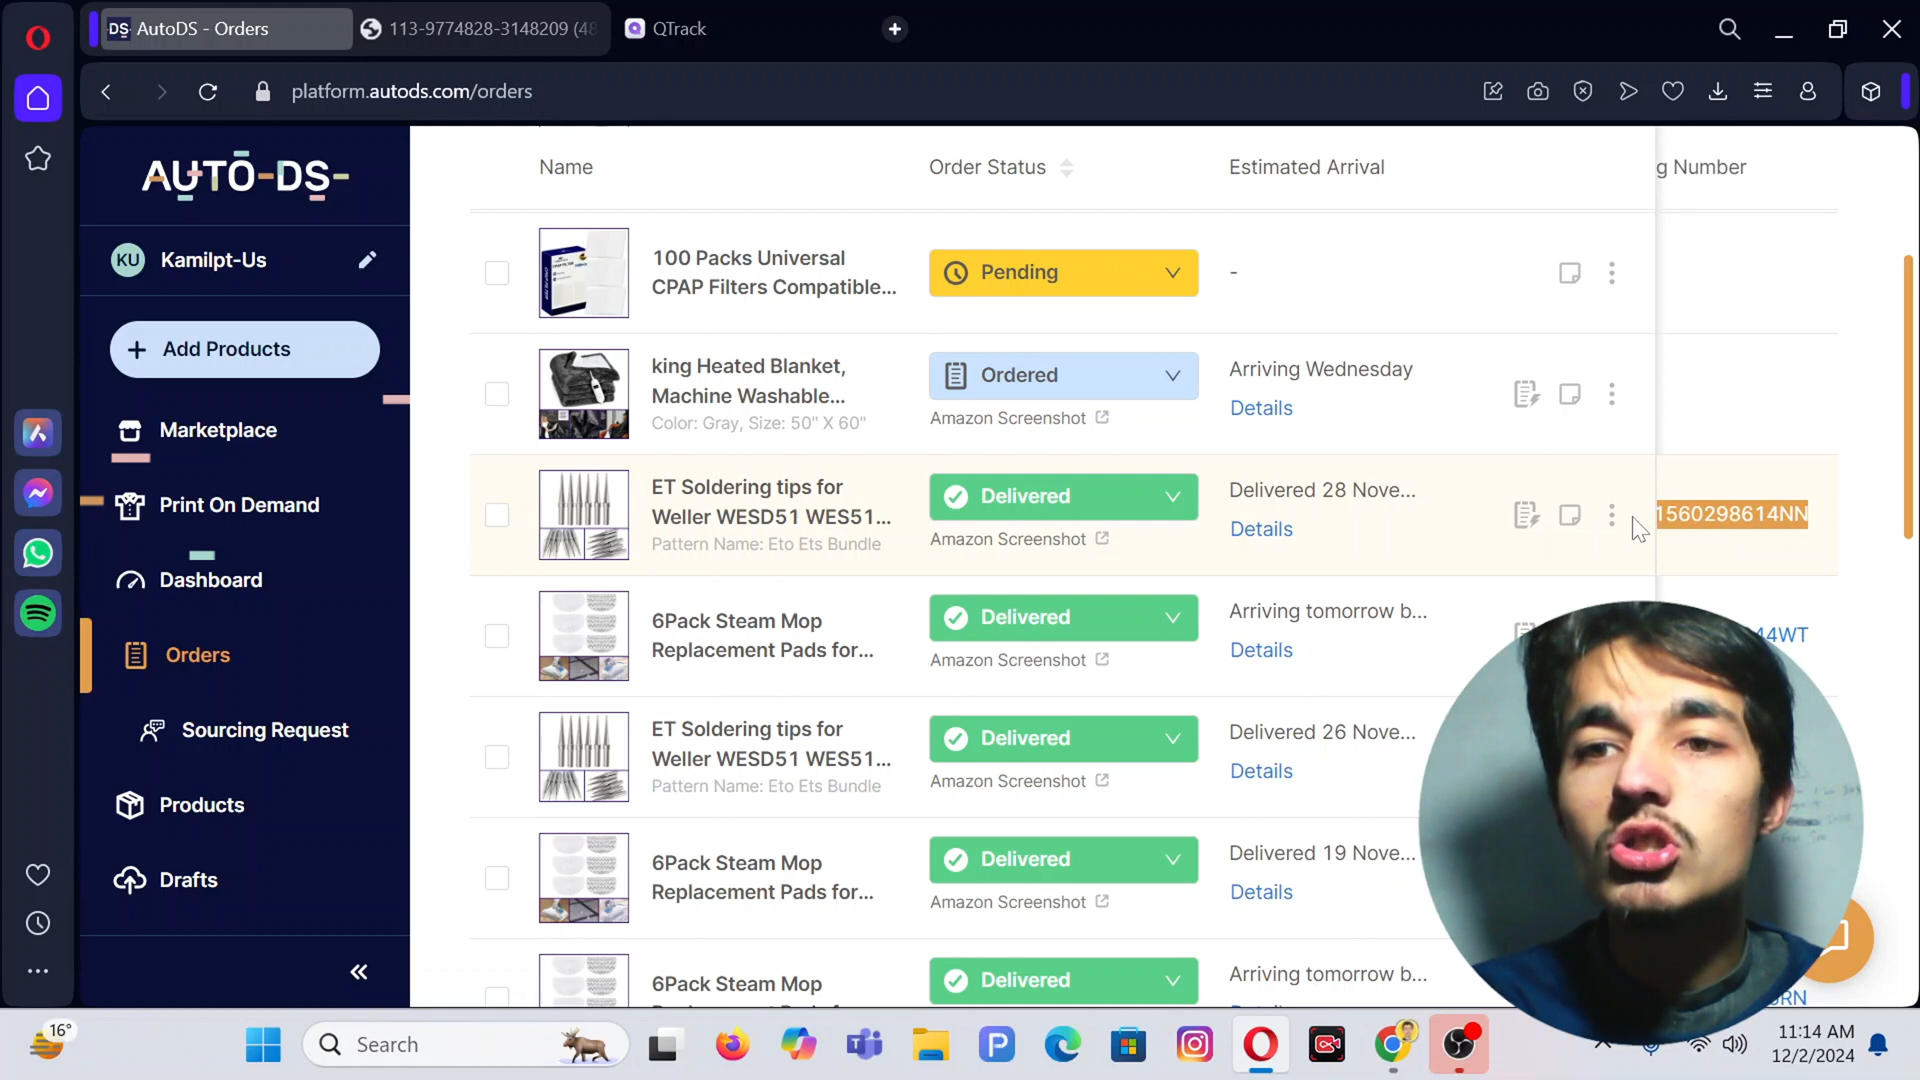 DS AutoDS - Orders
113-9774828-3148209 (48
QTrack
platform.autods.com/orders
AUTO-DS-
KU Kamilpt-Us
+ Add Products
Marketplace
Print On Demand
Dashboard
Orders
Sourcing Request
Products
Drafts
Name
Order Status
Estimated Arrival
g Number
100 Packs Universal
CPAP Filters Compatible...
Pending
-
king Heated Blanket,
Machine Washable...
Color: Gray, Size: 50" X 60"
Ordered
Amazon Screenshot
Arriving Wednesday
Details
ET Soldering tips for
Weller WESD51 WES51...
Pattern Name: Eto Ets Bundle
Delivered
Amazon Screenshot
Delivered 28 Nove...
Details
1560298614NN
6Pack Steam Mop
Replacement Pads for...
Delivered
Amazon Screenshot
Arriving tomorrow b...
Details
44WT
ET Soldering tips for
Weller WESD51 WES51...
Pattern Name: Eto Ets Bundle
Delivered
Amazon Screenshot
Delivered 26 Nove...
Details
6Pack Steam Mop
Replacement Pads for...
Delivered
Amazon Screenshot
Delivered 19 Nove...
Details
6Pack Steam Mop
Delivered
Arriving tomorrow b...
RN
16°
Search
11:14 AM
12/2/2024